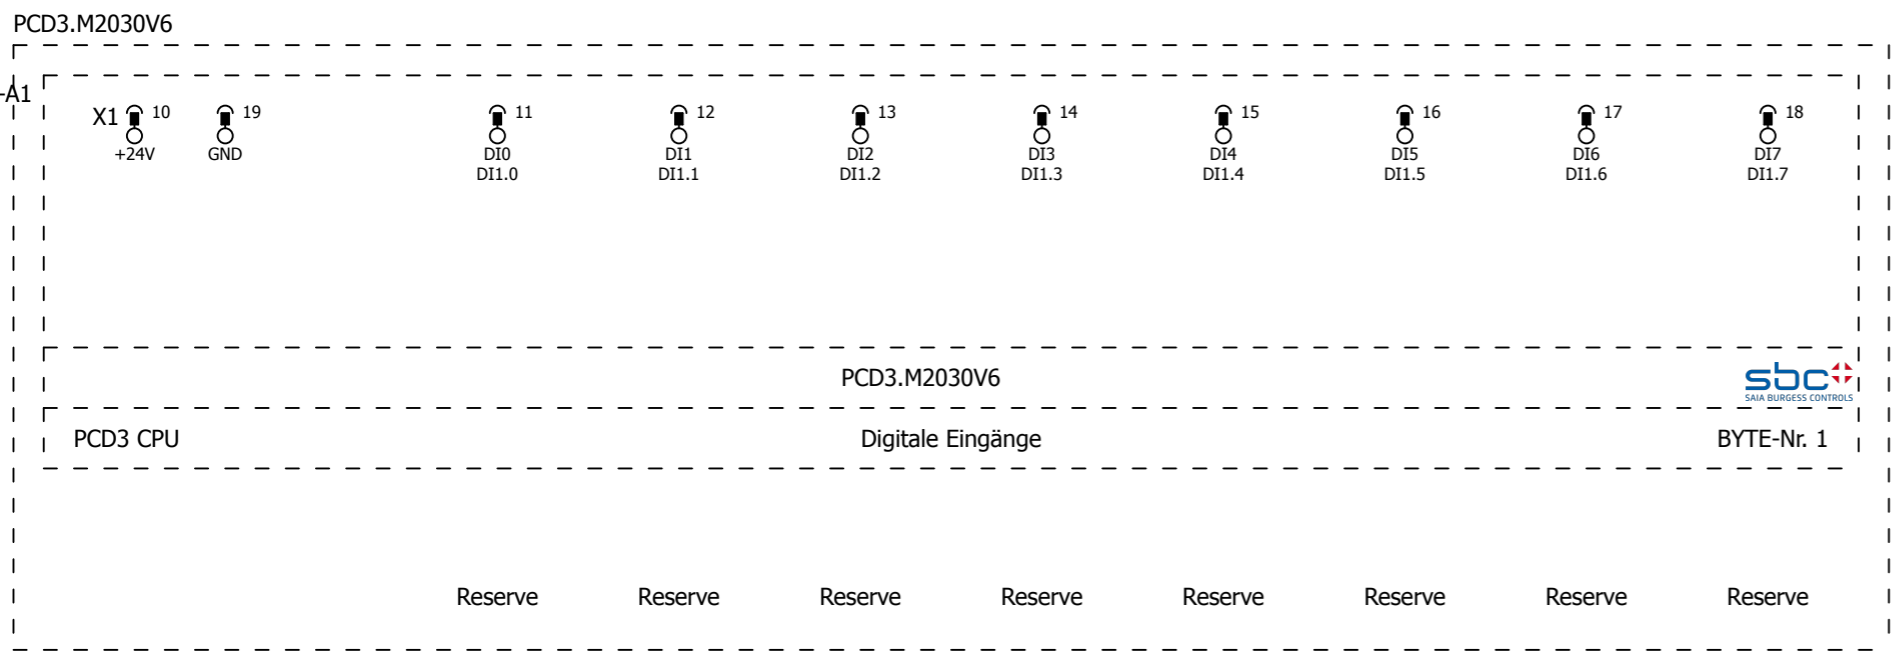 PCD3.M2030V6
-A1
X1 10 19 11 12 13 14 15 16 17 18
+24V GND DI0 DI1 DI2 DI3 DI4 DI5 DI6 DI7
DI1.0 DI1.1 DI1.2 DI1.3 DI1.4 DI1.5 DI1.6 DI1.7
PCD3.M2030V6
sbc
SAIA BURGESS CONTROLS
PCD3 CPU Digitale Eingänge BYTE-Nr. 1
Reserve Reserve Reserve Reserve Reserve Reserve Reserve Reserve